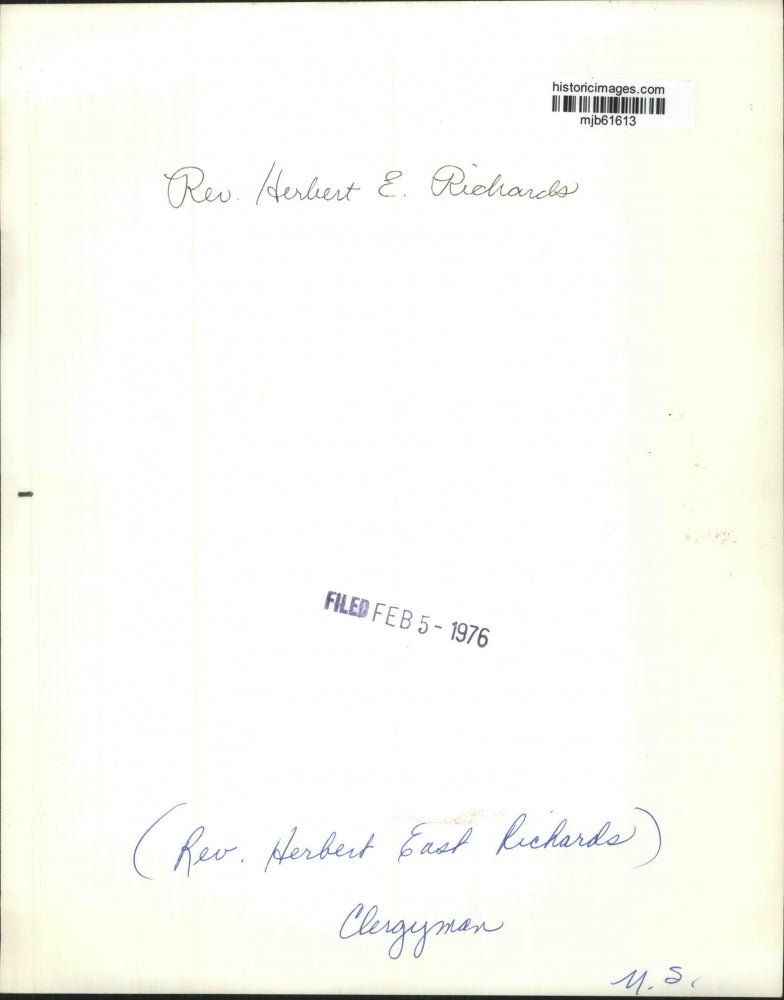 historicimages.com
mjb61613
Rev. Herbert E. Richards
FILED FEB 5 - 1976
(Rev. Herbert East Richards)
Clergyman
U.S.